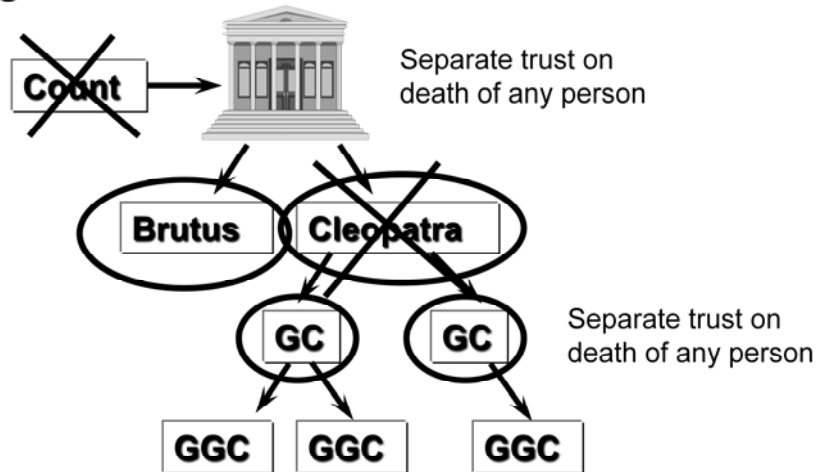 Count
Separate trust on
death of any person
Brutus
Cleopatra
GC
GC
Separate trust on
death of any person
GGC
GGC
GGC